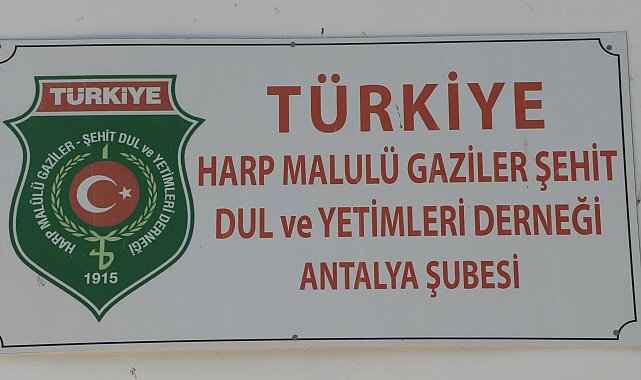 TÜRKİYE
HARP MALULÜ GAZİLER - ŞEHİT DUL ve YETİMLERİ DERNEĞİ
1915
TÜRKİYE
HARP MALULÜ GAZİLER ŞEHİT
DUL ve YETİMLERİ DERNEĞİ
ANTALYA ŞUBESİ